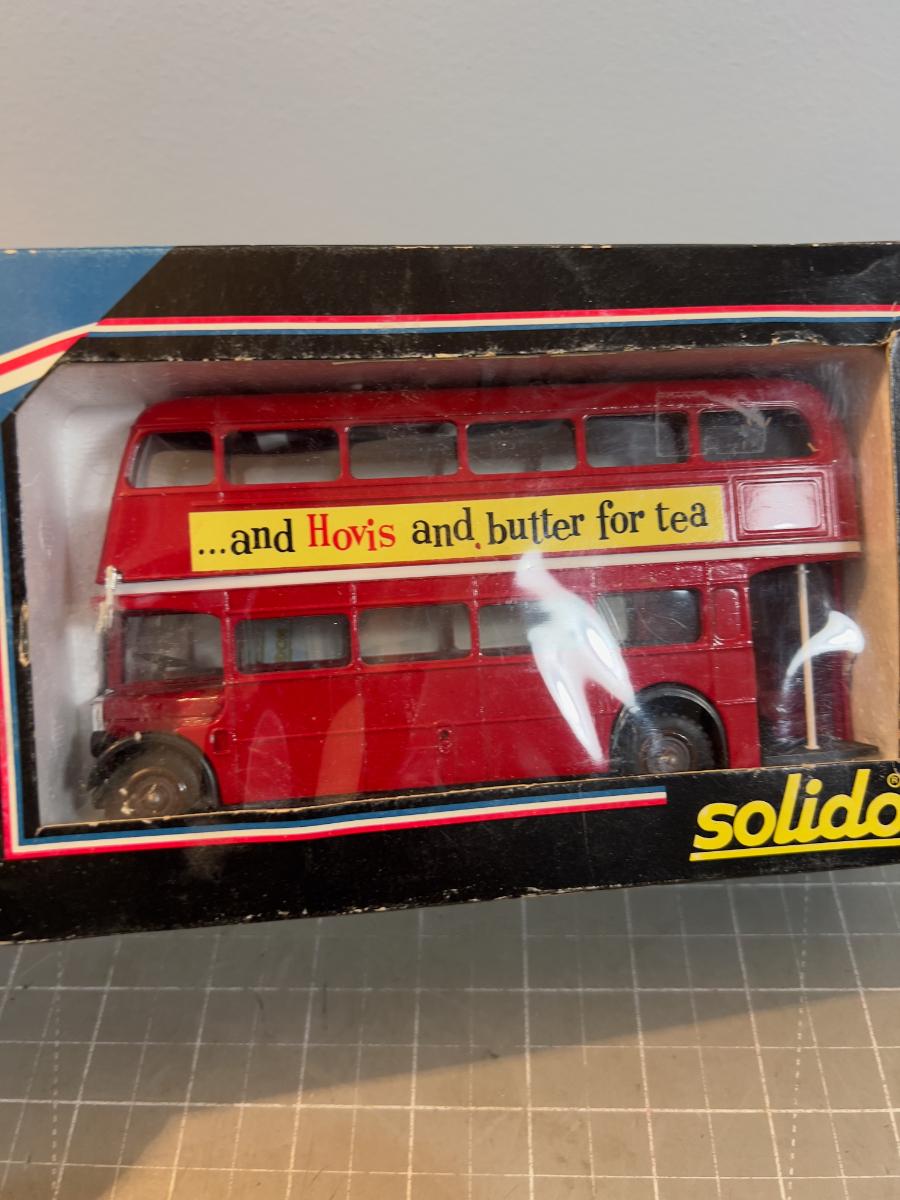 ...and Hovis and butter for tea
solido®